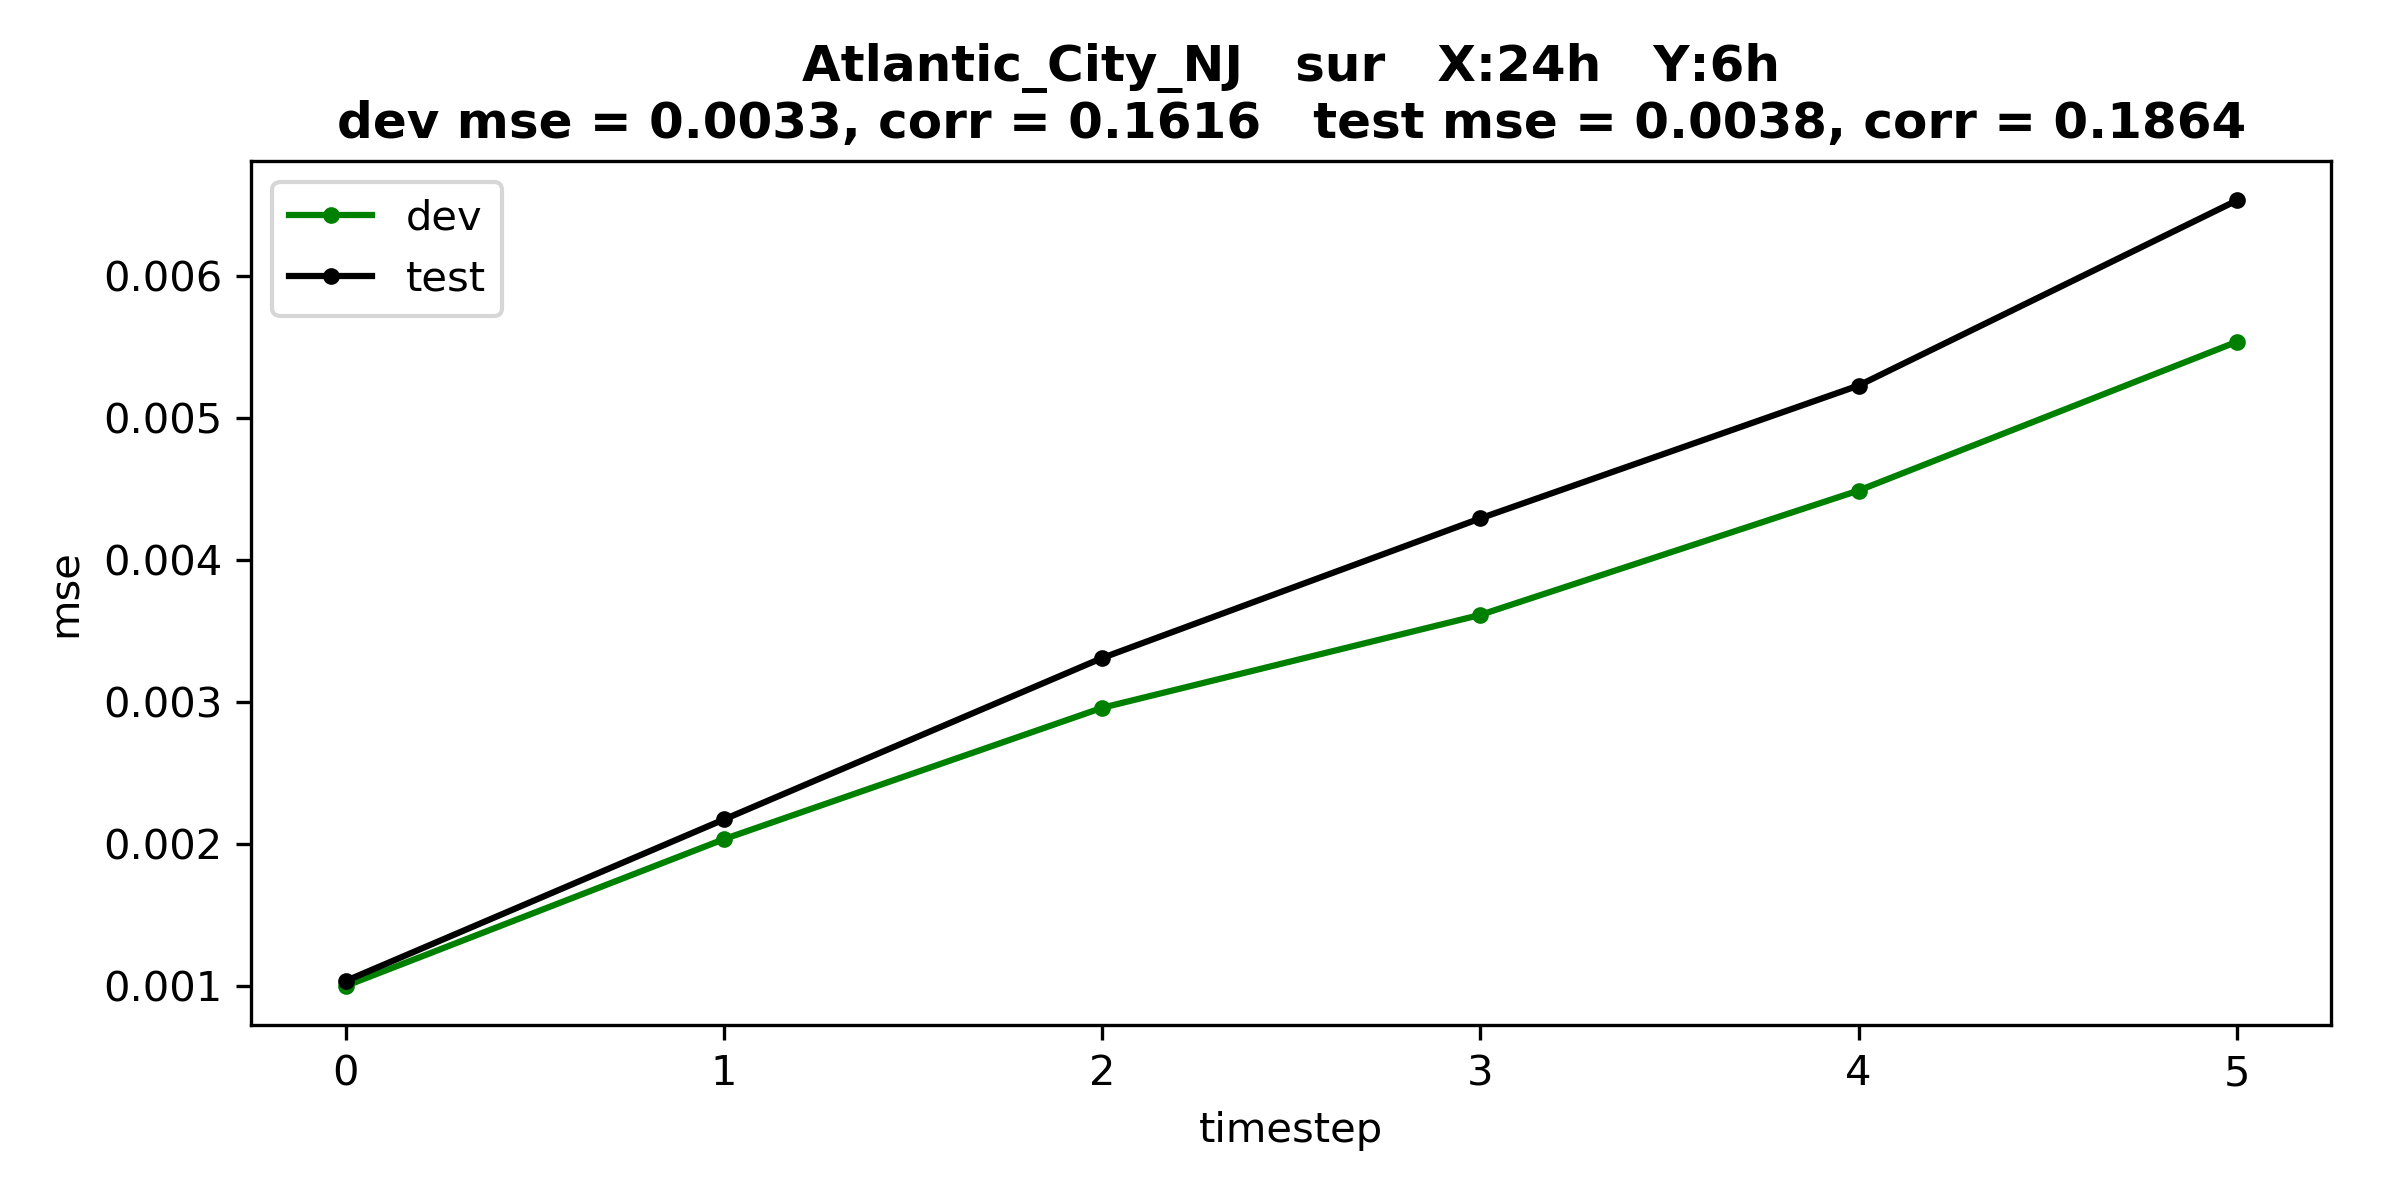 Atlantic_City_NJ   sur   X:24h   Y:6h
dev mse = 0.0033, corr = 0.1616   test mse = 0.0038, corr = 0.1864
dev
test
0.006
0.005
0.004
0.003
0.002
0.001
mse
0 1 2 3 4 5
timestep